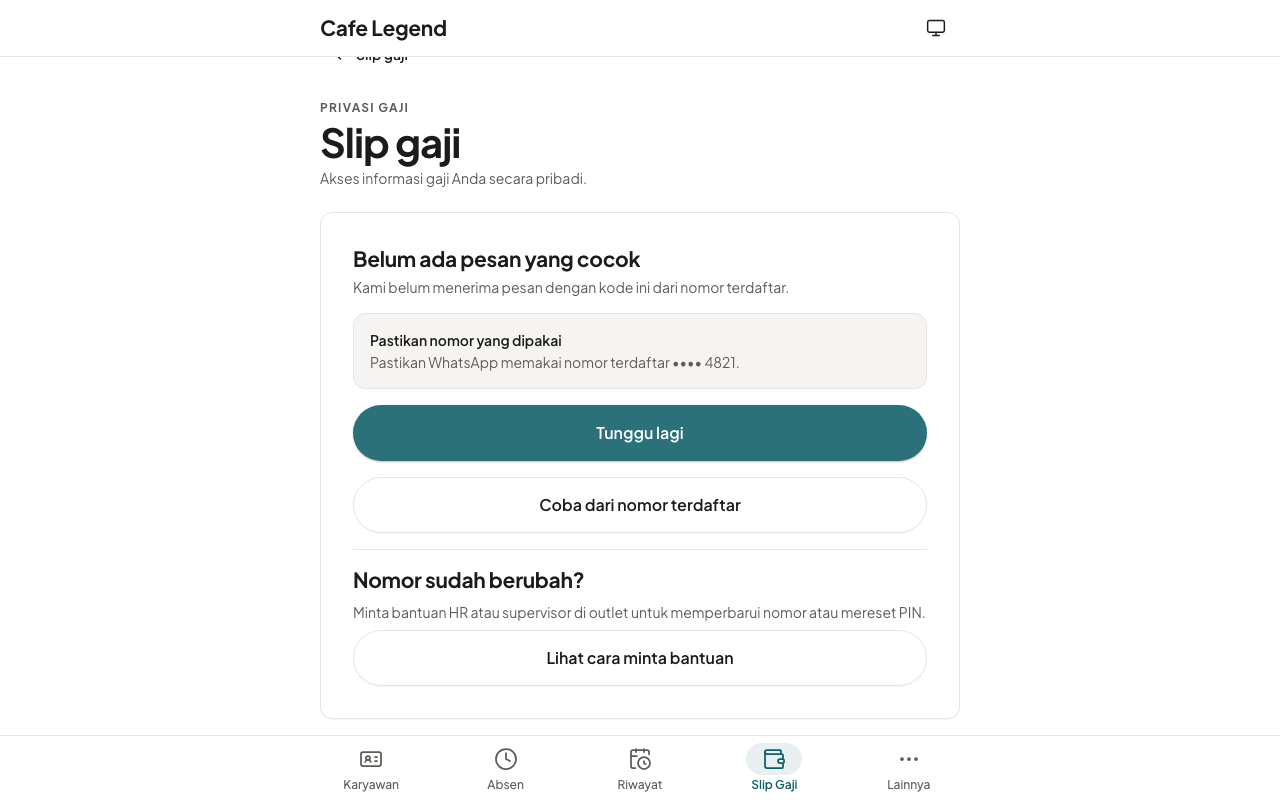 Cafe Legend
Slip gaji
PRIVASI GAJI
Slip gaji
Akses informasi gaji Anda secara pribadi.
Belum ada pesan yang cocok
Kami belum menerima pesan dengan kode ini dari nomor terdaftar.
Pastikan nomor yang dipakai
Pastikan WhatsApp memakai nomor terdaftar •••• 4821.
Tunggu lagi
Coba dari nomor terdaftar
Nomor sudah berubah?
Minta bantuan HR atau supervisor di outlet untuk memperbarui nomor atau mereset PIN.
Lihat cara minta bantuan
Karyawan
Absen
Riwayat
Slip Gaji
Lainnya